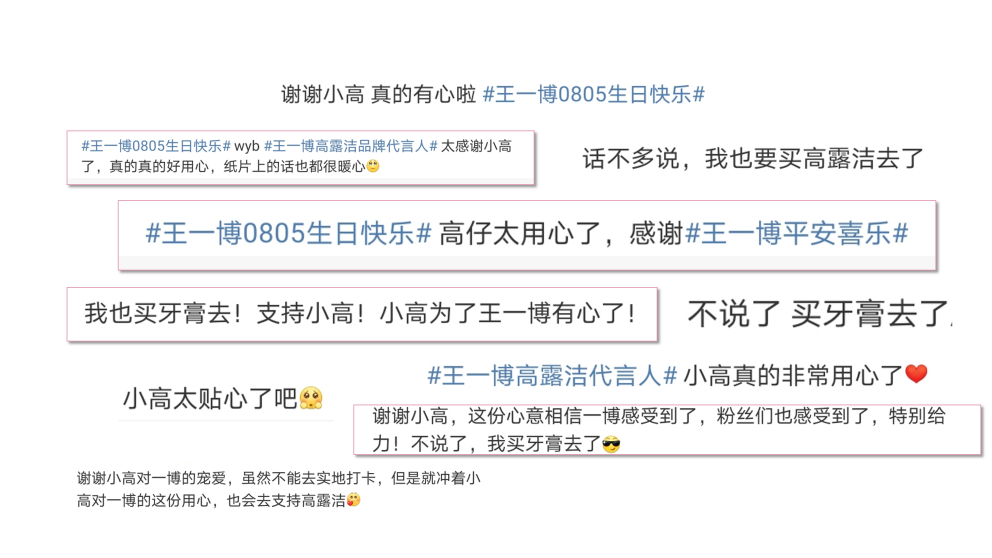 谢谢小高 真的有心啦 #王一博0805生日快乐#
#王一博0805生日快乐# wyb #王一博高露洁品牌代言人# 太感谢小高
了，真的真的好用心，纸片上的话也都很暖心🥹
话不多说，我也要买高露洁去了
#王一博0805生日快乐# 高仔太用心了，感谢#王一博平安喜乐#
我也买牙膏去！支持小高！小高为了王一博有心了！
不说了 买牙膏去了
#王一博高露洁代言人# 小高真的非常用心了❤️
小高太贴心了吧🥺
谢谢小高，这份心意相信一博感受到了，粉丝们也感受到了，特别给
力！不说了，我买牙膏去了😎
谢谢小高对一博的宠爱，虽然不能去实地打卡，但是就冲着小
高对一博的这份用心，也会去支持高露洁😘